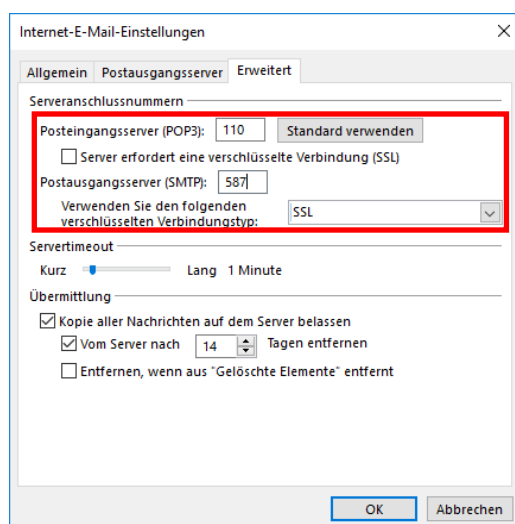 Internet-E-Mail-Einstellungen
Allgemein Postausgangsserver Erweitert
Serveranschlussnummern
Posteingangsserver (POP3): 110 Standard verwenden
Server erfordert eine verschlüsselte Verbindung (SSL)
Postausgangsserver (SMTP): 587
Verwenden Sie den folgenden
verschlüsselten Verbindungstyp: SSL
Servertimeout
Kurz Lang 1 Minute
Übermittlung
Kopie aller Nachrichten auf dem Server belassen
Vom Server nach 14 Tagen entfernen
Entfernen, wenn aus "Gelöschte Elemente" entfernt
OK Abbrechen